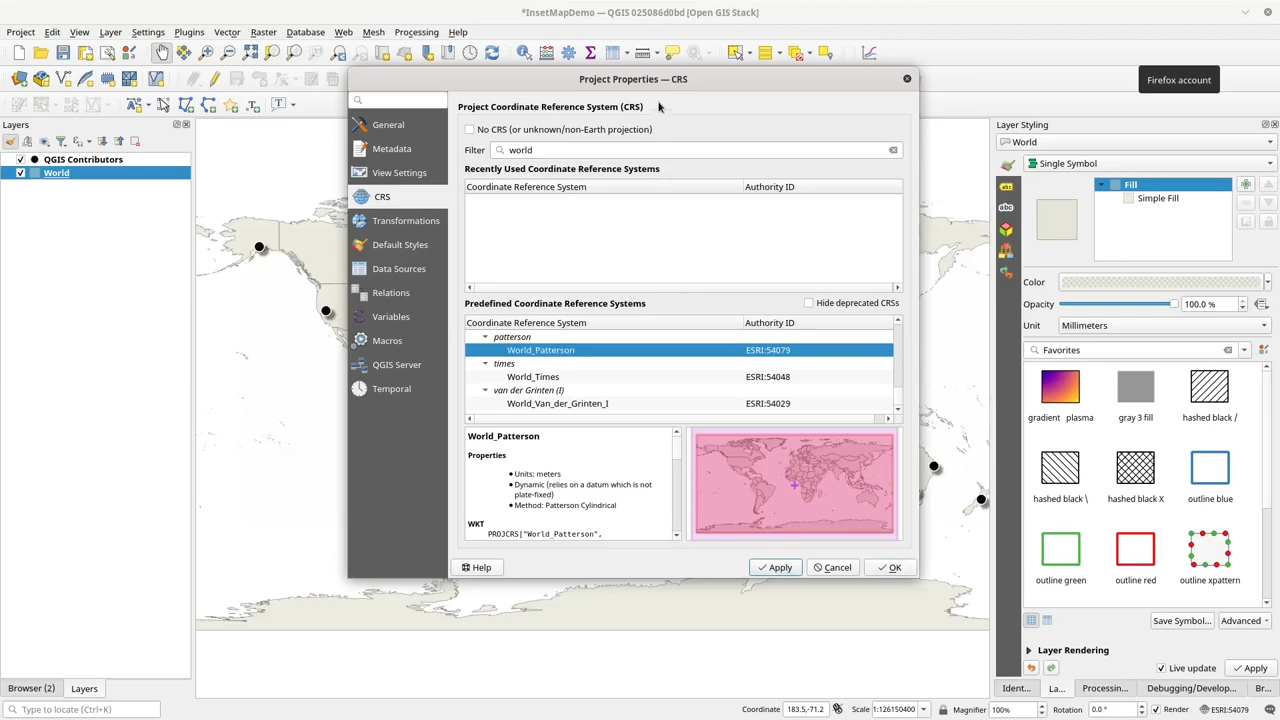 *InsetMapDemo — QGIS 025086d0bd [Open GIS Stack]
Project Edit View Layer Settings Plugins Vector Raster Database Web Mesh Processing Help
Firefox account
Layers
QGIS Contributors
World
Browser (2) Layers
Project Properties — CRS
General
Metadata
View Settings
CRS
Transformations
Default Styles
Data Sources
Relations
Variables
Macros
QGIS Server
Temporal
Project Coordinate Reference System (CRS)
No CRS (or unknown/non-Earth projection)
Filter world
Recently Used Coordinate Reference Systems
Coordinate Reference System Authority ID
Predefined Coordinate Reference Systems Hide deprecated CRSs
Coordinate Reference System Authority ID
patterson
World_Patterson ESRI:54079
times
World_Times ESRI:54048
van der Grinten (I)
World_Van_der_Grinten_I ESRI:54029
World_Patterson
Properties
• Units: meters
• Dynamic (relies on a datum which is not
plate-fixed)
• Method: Patterson Cylindrical
WKT
PROJCRS["World_Patterson",
Help Apply Cancel OK
Layer Styling
World
Single Symbol
Fill
Simple Fill
Color
Opacity 100.0 %
Unit Millimeters
Favorites
gradient plasma gray 3 fill hashed black /
hashed black \ hashed black X outline blue
outline green outline red outline xpattern
Save Symbol... Advanced
Layer Rendering
Live update Apply
Ident... La... Processin... Debugging/Develop... Br...
Type to locate (Ctrl+K) Coordinate 183.5,-71.2 Scale 1:126150400 Magnifier 100% Rotation 0.0 ° Render ESRI:54079